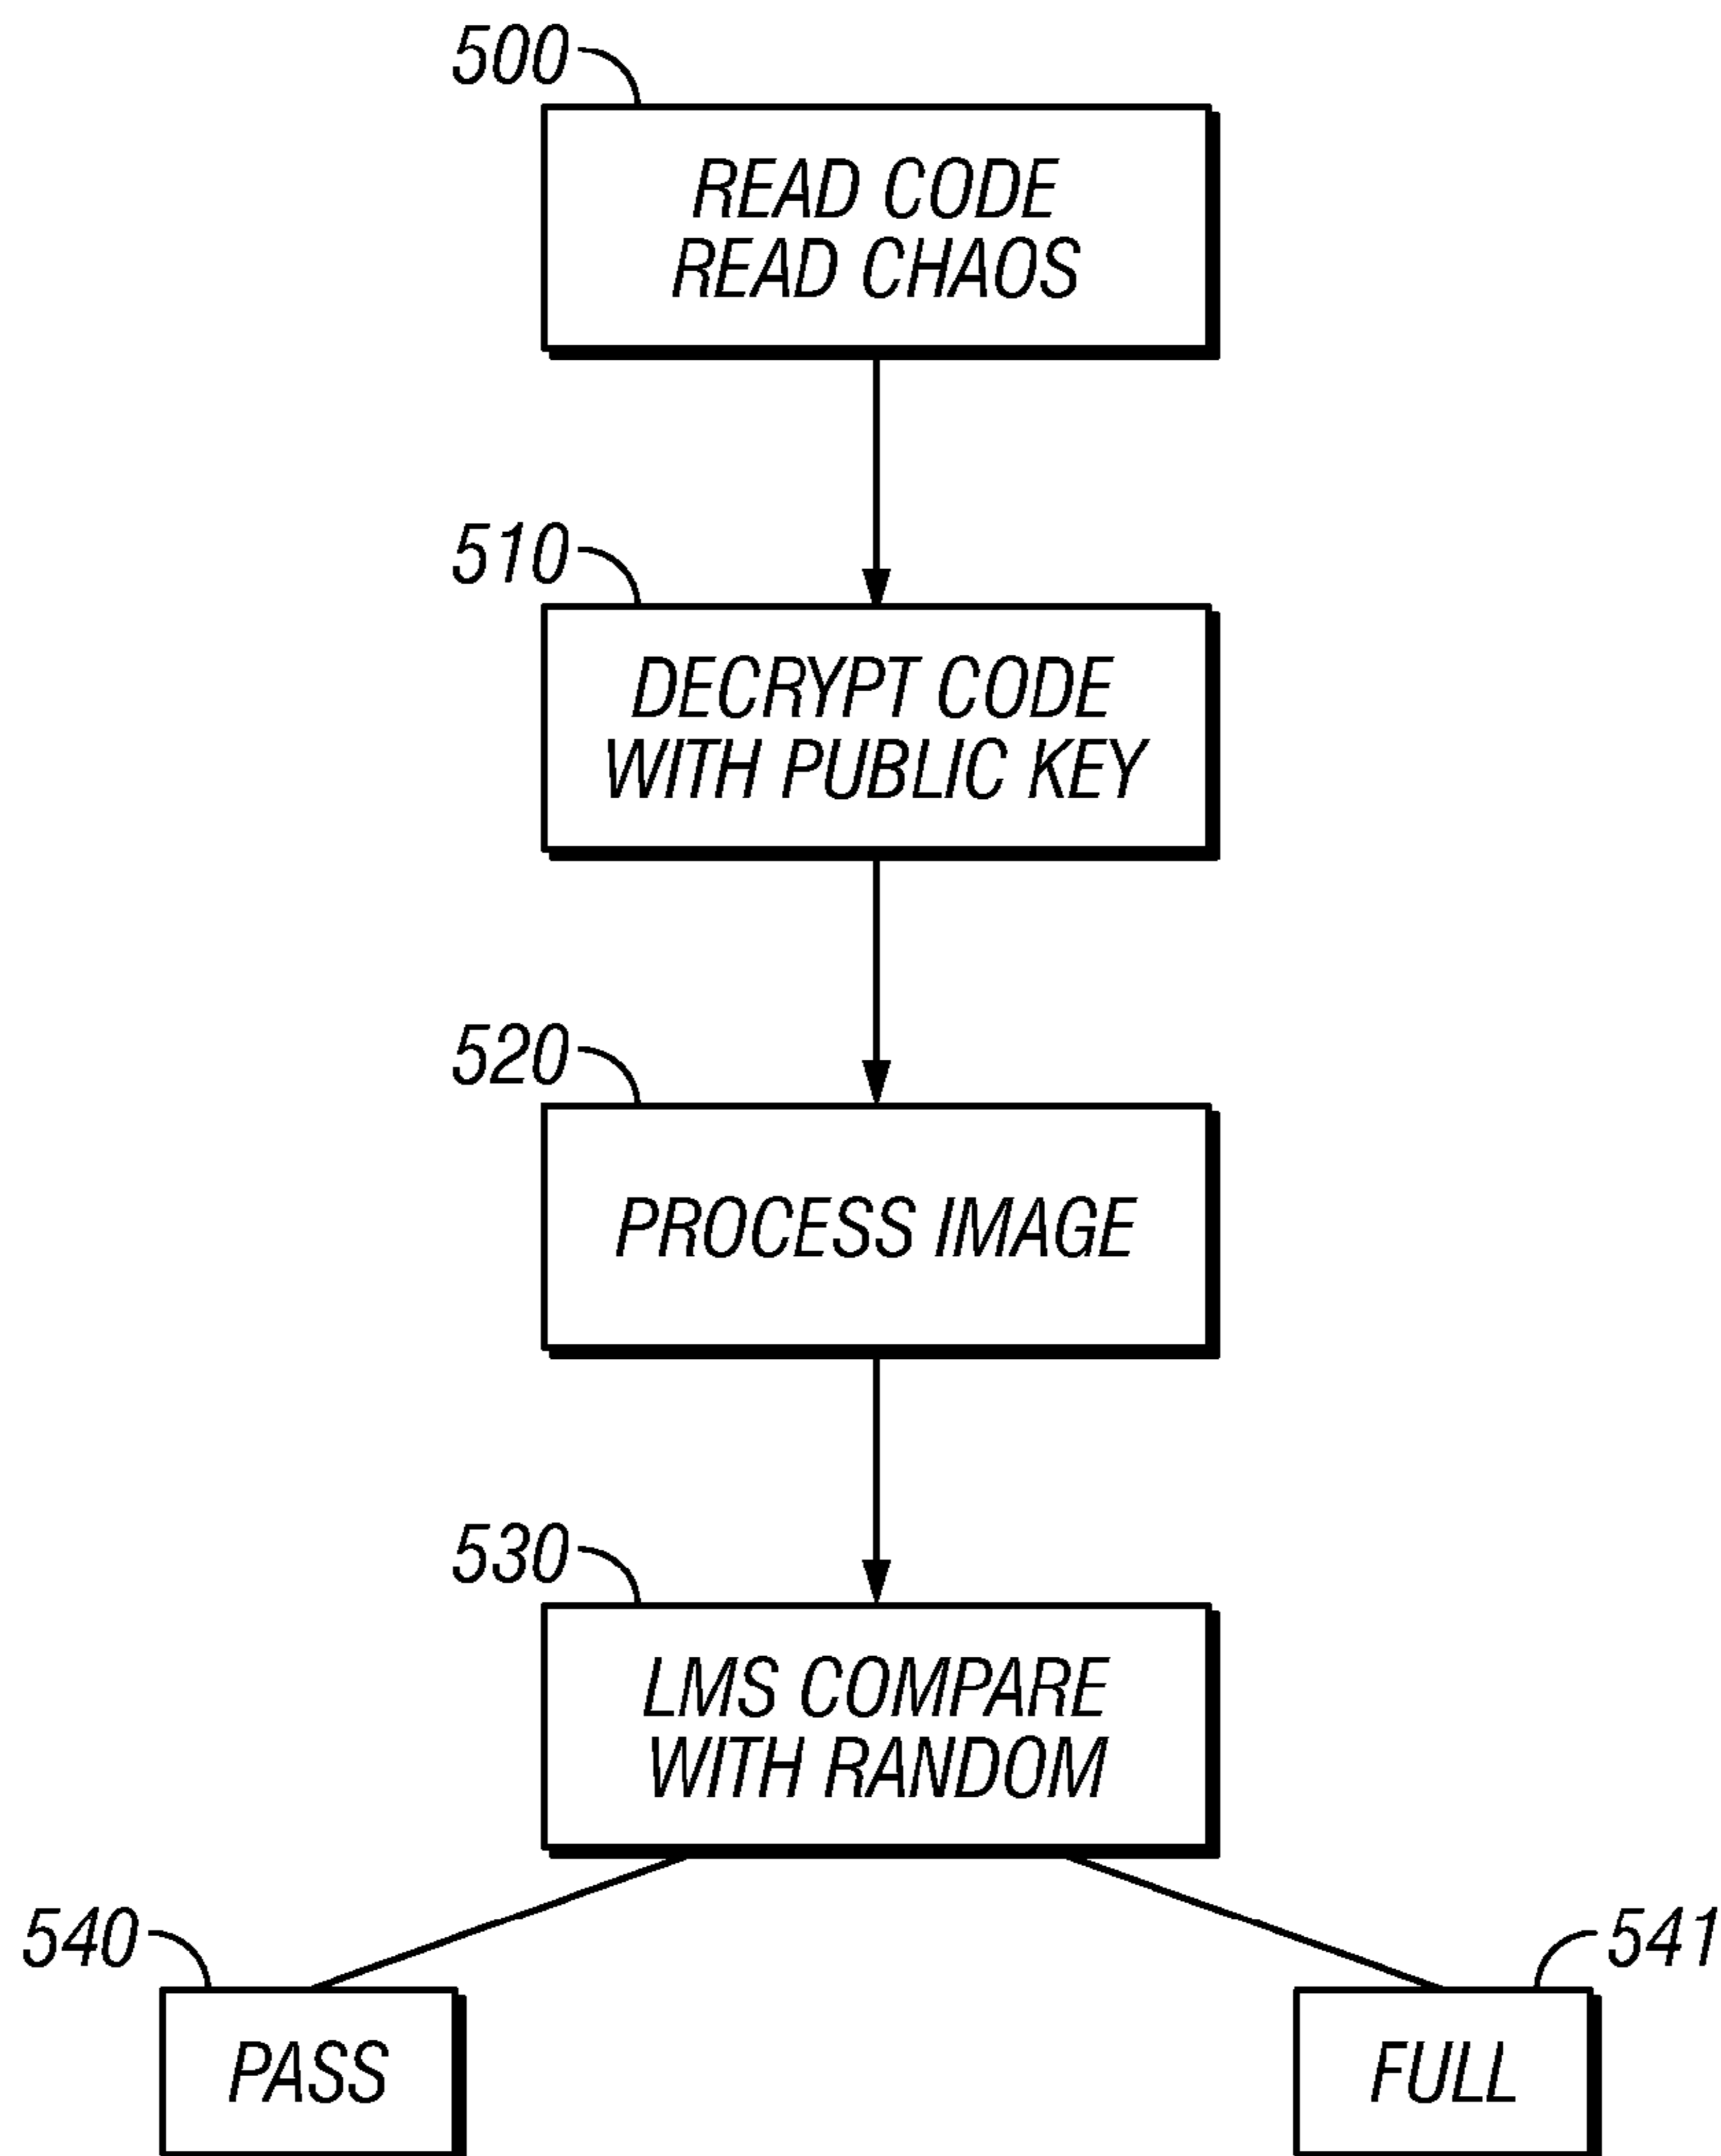 500
READ CODE
READ CHAOS
510
DECRYPT CODE
WITH PUBLIC KEY
520
PROCESS IMAGE
530
LMS COMPARE
WITH RANDOM
540
541
PASS
FULL